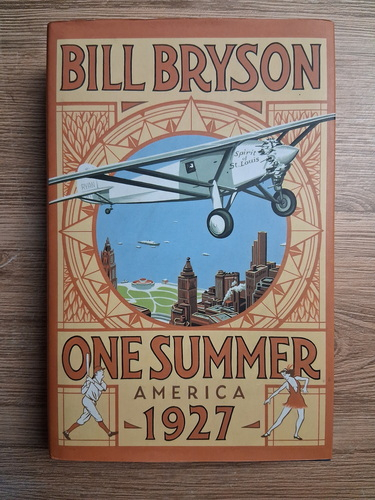 BILL BRYSON
Spirit
of
St. Louis
ONE SUMMER
AMERICA
1927